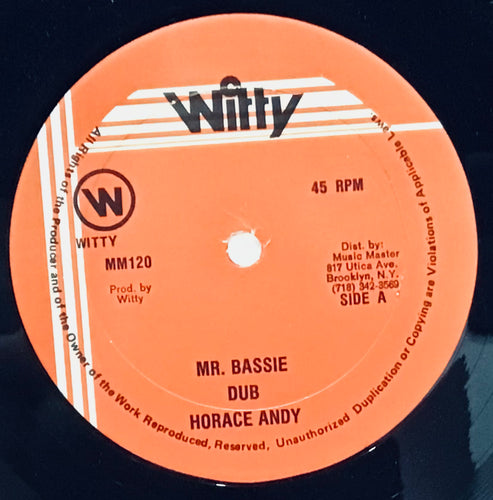 Witty
W
WITTY
45 RPM
MM120
Prod. by
Witty
Dist. by:
Music Master
817 Utica Ave.
Brooklyn, N.Y.
(718) 342-3569
SIDE A
MR. BASSIE
DUB
HORACE ANDY
All Rights of the Producer and of the Owner of the Work Reproduced, Reserved, Unauthorized Duplication or Copying are Violations of Applicable Laws